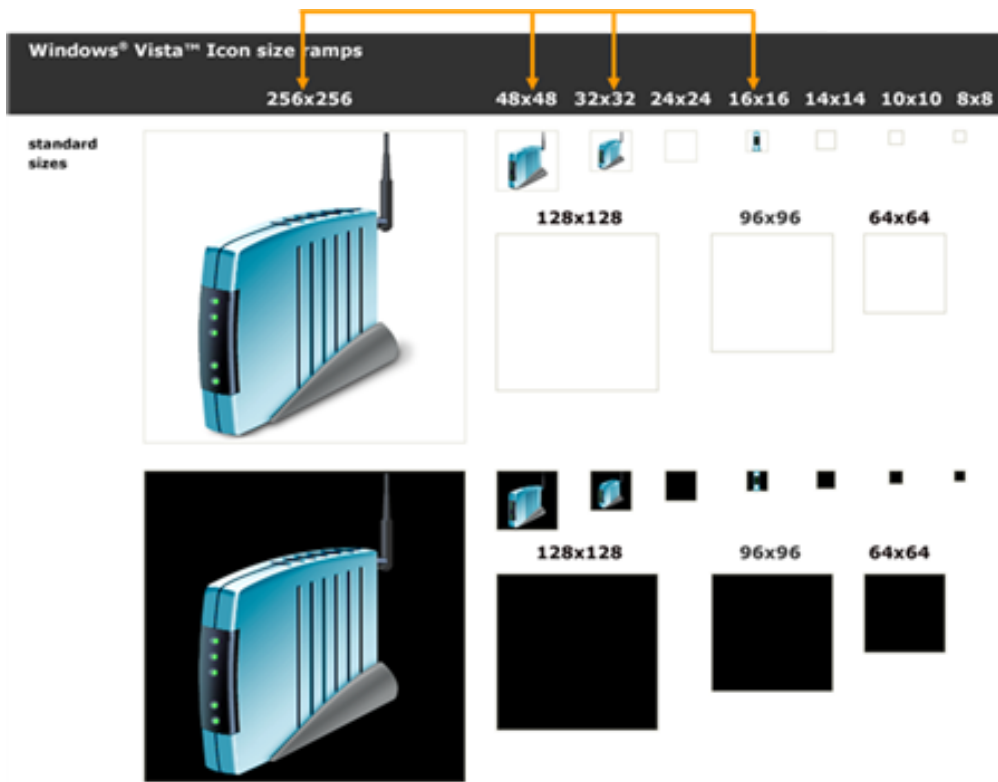 Windows® Vista™ Icon size ramps
256x256 48x48 32x32 24x24 16x16 14x14 10x10 8x8
standard
sizes
128x128 96x96 64x64
128x128 96x96 64x64